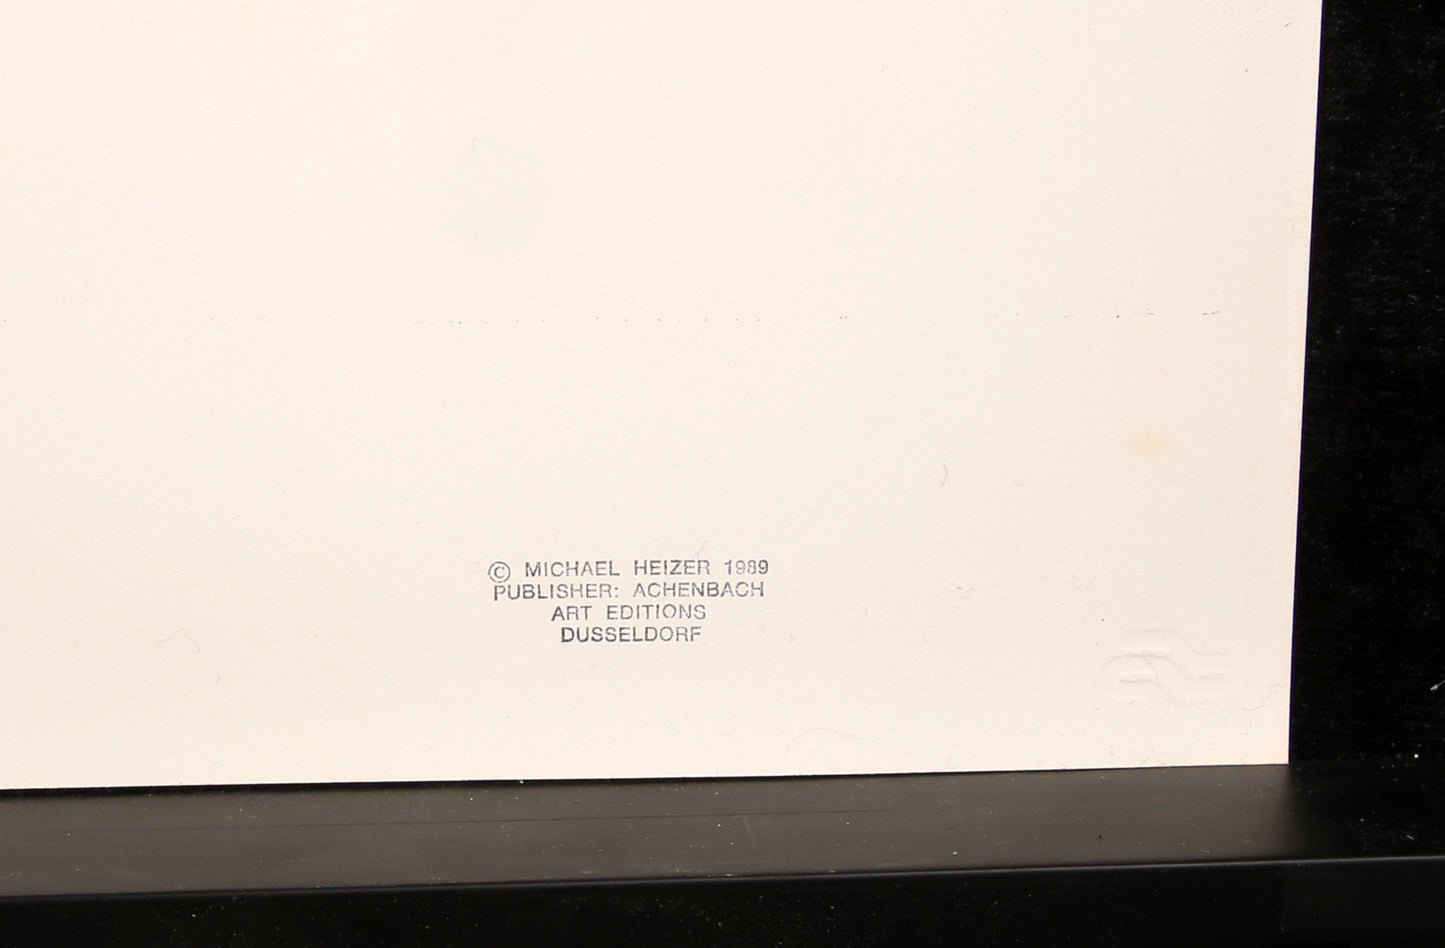 © MICHAEL HEIZER 1989
PUBLISHER: ACHENBACH
ART EDITIONS
DUSSELDORF